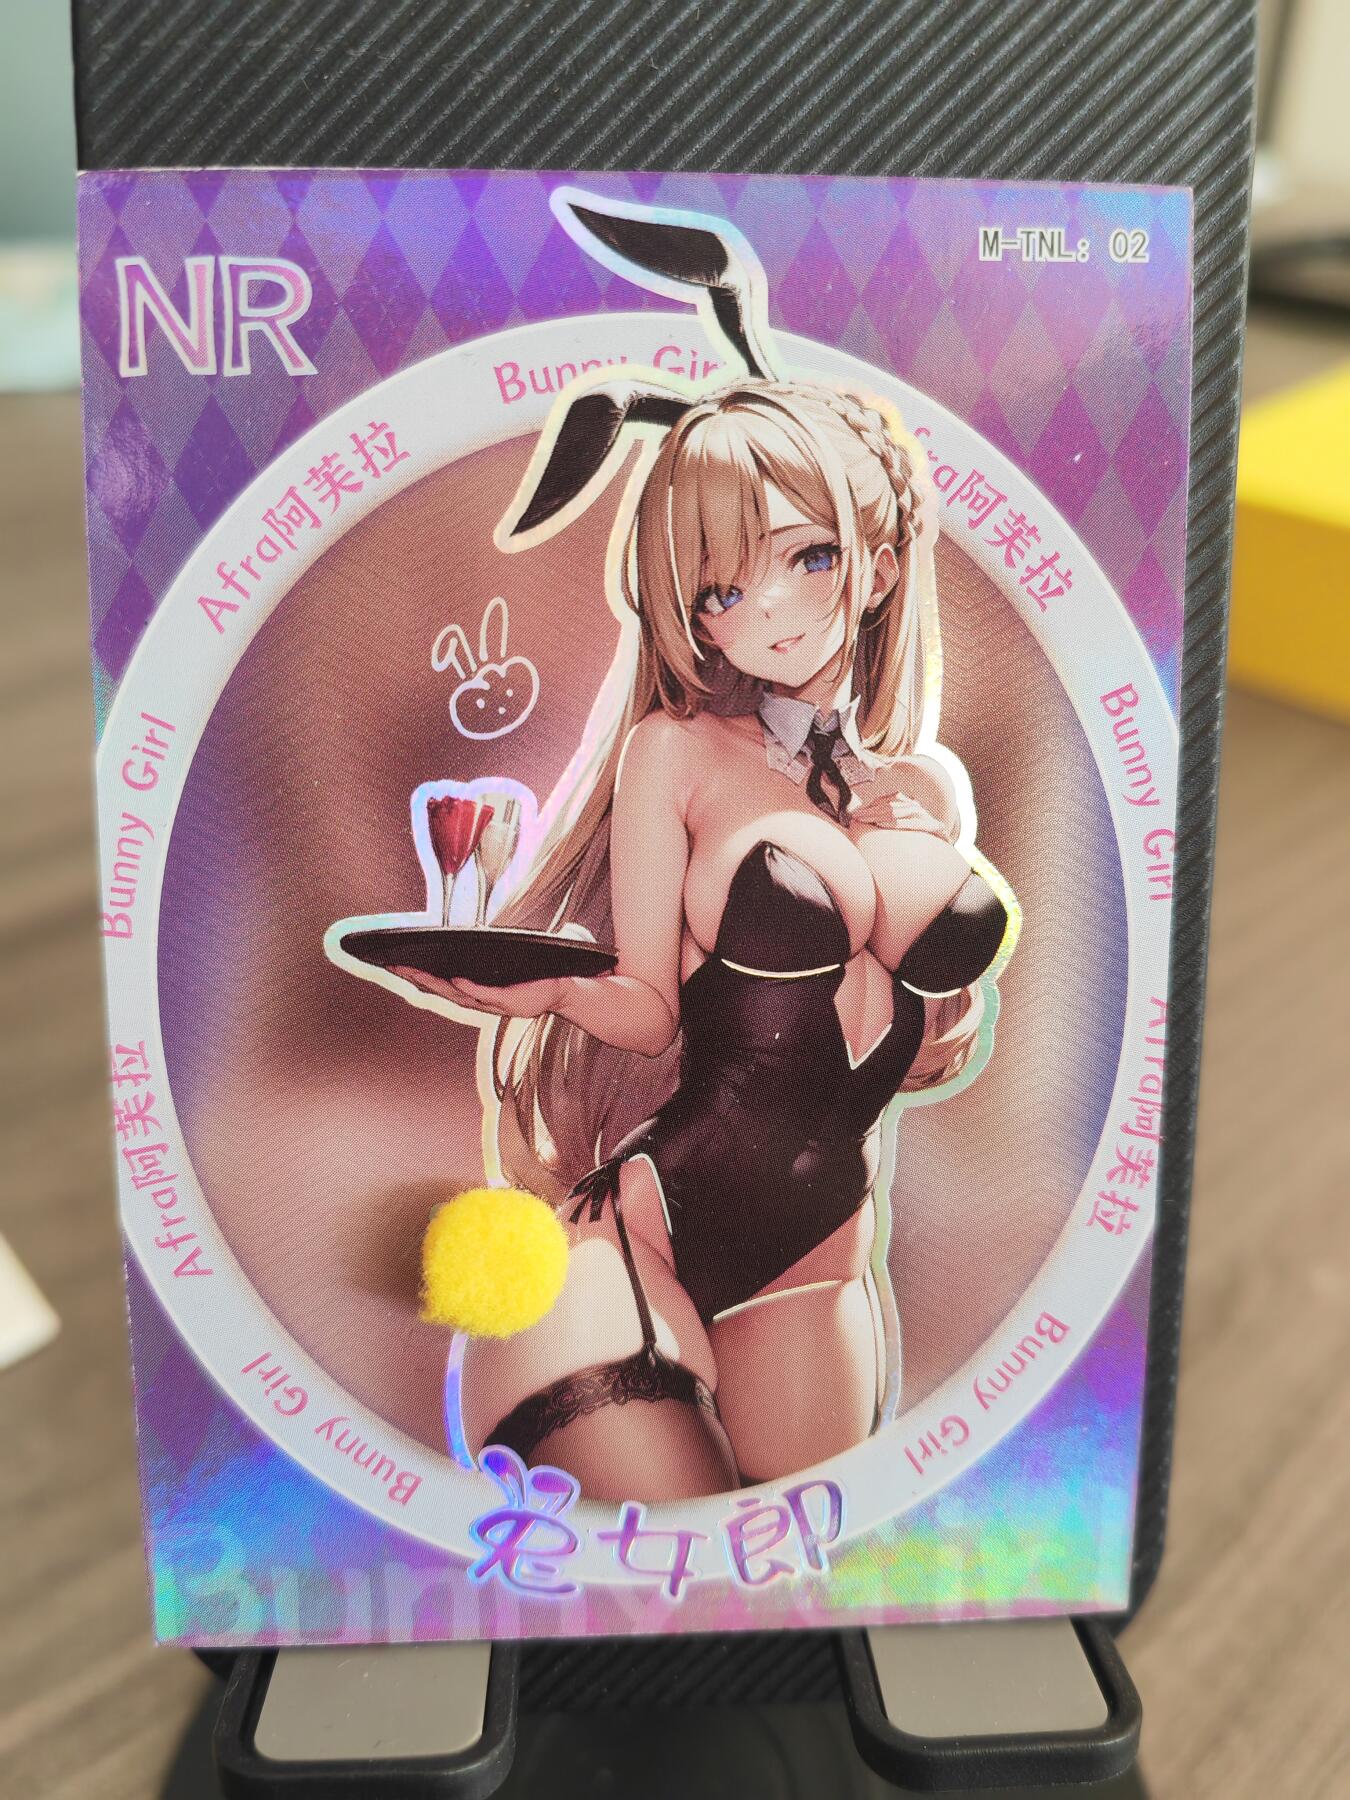 NR
M-TNL: 02
Bunny Girl
Afra阿芙拉
fra阿芙拉
Bunny Girl
Bunny Girl
Afra阿芙拉
Afra阿芙拉
Bunny Girl
Bunny Girl
兔女郎
Bunny Girl